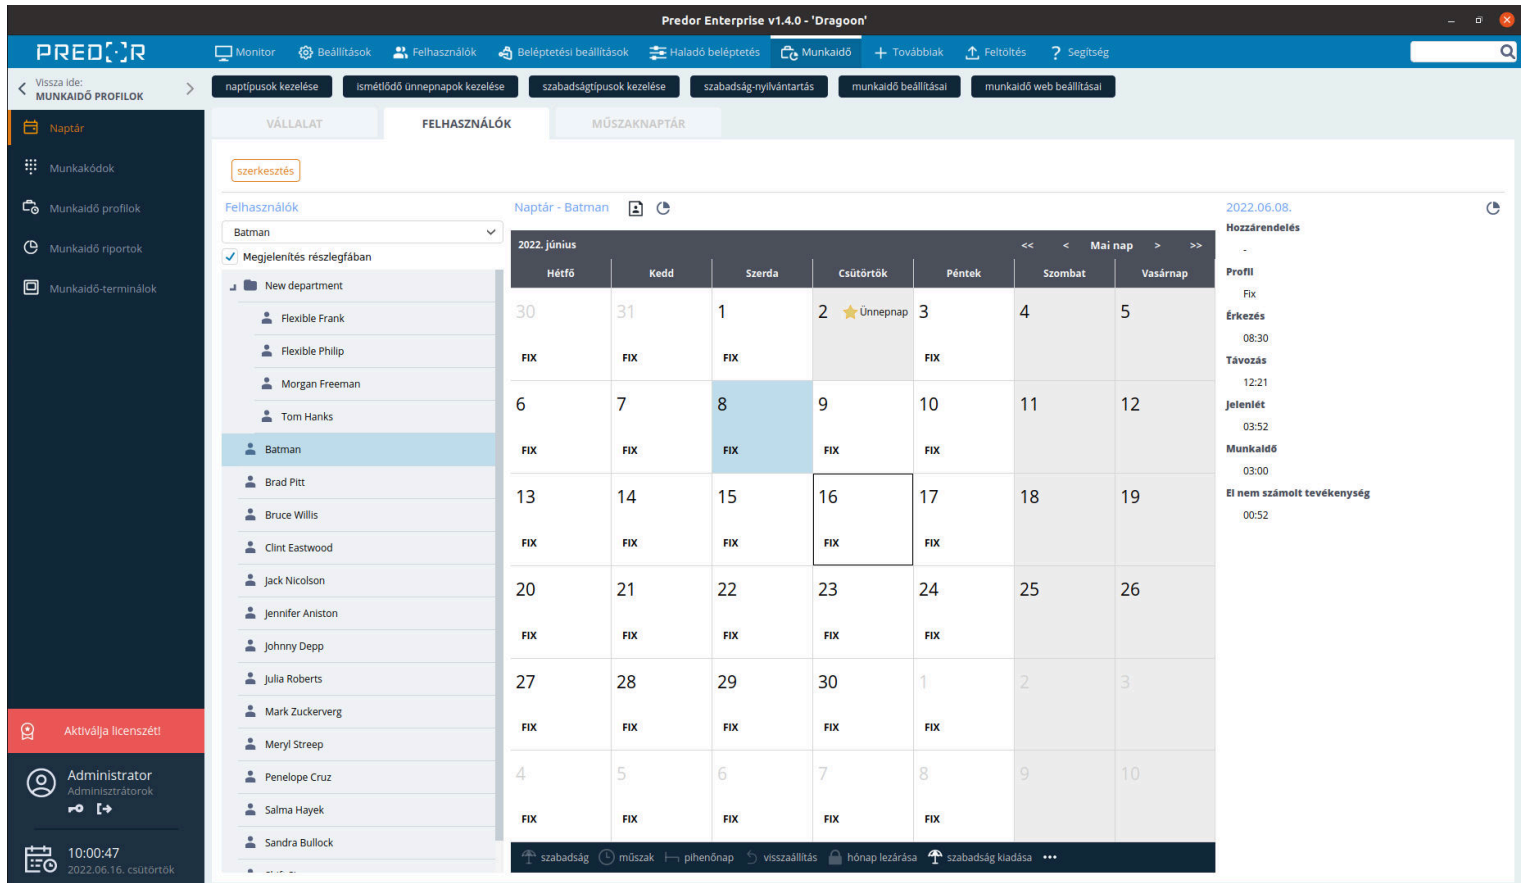 Predor Enterprise v1.4.0 - 'Dragoon'
PREDOR
Monitor Beállítások Felhasználók Beléptetési beállítások Haladó beléptetés Munkaidő Továbbiak Feltöltés Segítség
Vissza ide:
MUNKAIDŐ PROFILOK
naptípusok kezelése ismétlődő ünnepnapok kezelése szabadságtípusok kezelése szabadság-nyilvántartás munkaidő beállításai munkaidő web beállításai
Naptár
Munkakódok
Munkaidő profilok
Munkaidő riportok
Munkaidő-terminálok
Aktiválja licenszét!
Administrator
Adminisztrátorok
10:00:47
2022.06.16. csütörtök
VÁLLALAT FELHASZNÁLÓK MŰSZAKNAPTÁR
szerkesztés
Felhasználók
Batman
Megjelenítés részlegfában
New department
Flexible Frank
Flexible Philip
Morgan Freeman
Tom Hanks
Batman
Brad Pitt
Bruce Willis
Clint Eastwood
Jack Nicolson
Jennifer Aniston
Johnny Depp
Julia Roberts
Mark Zuckerverg
Meryl Streep
Penelope Cruz
Salma Hayek
Sandra Bullock
Naptár - Batman
2022. június << < Mai nap > >>
Hétfő Kedd Szerda Csütörtök Péntek Szombat Vasárnap
30 31 1 2 Ünnepnap 3 4 5
FIX FIX FIX FIX
6 7 8 9 10 11 12
FIX FIX FIX FIX FIX
13 14 15 16 17 18 19
FIX FIX FIX FIX FIX
20 21 22 23 24 25 26
FIX FIX FIX FIX FIX
27 28 29 30 1 2 3
FIX FIX FIX FIX FIX
4 5 6 7 8 9 10
FIX FIX FIX FIX FIX
szabadság műszak pihenőnap visszaállítás hónap lezárása szabadság kiadása •••
2022.06.08.
Hozzárendelés
-
Profil
Fix
Érkezés
08:30
Távozás
12:21
Jelenlét
03:52
Munkaidő
03:00
El nem számolt tevékenység
00:52